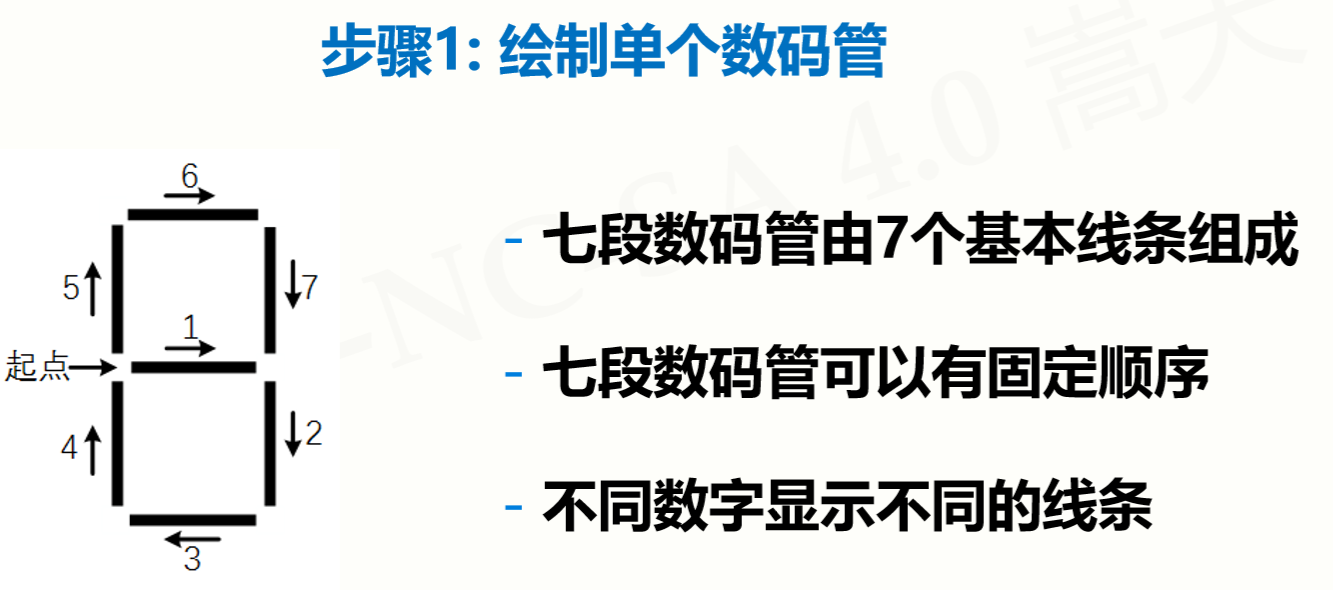 步骤1: 绘制单个数码管
6
5
7
1
起点
4
2
3
- 七段数码管由7个基本线条组成
- 七段数码管可以有固定顺序
- 不同数字显示不同的线条
-NC-SA 4.0 嵩天